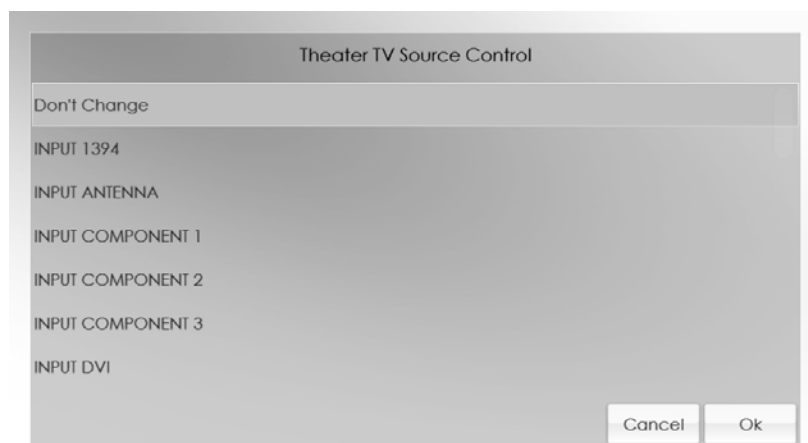 Theater TV Source Control
Don't Change
INPUT 1394
INPUT ANTENNA
INPUT COMPONENT 1
INPUT COMPONENT 2
INPUT COMPONENT 3
INPUT DVI
Cancel Ok